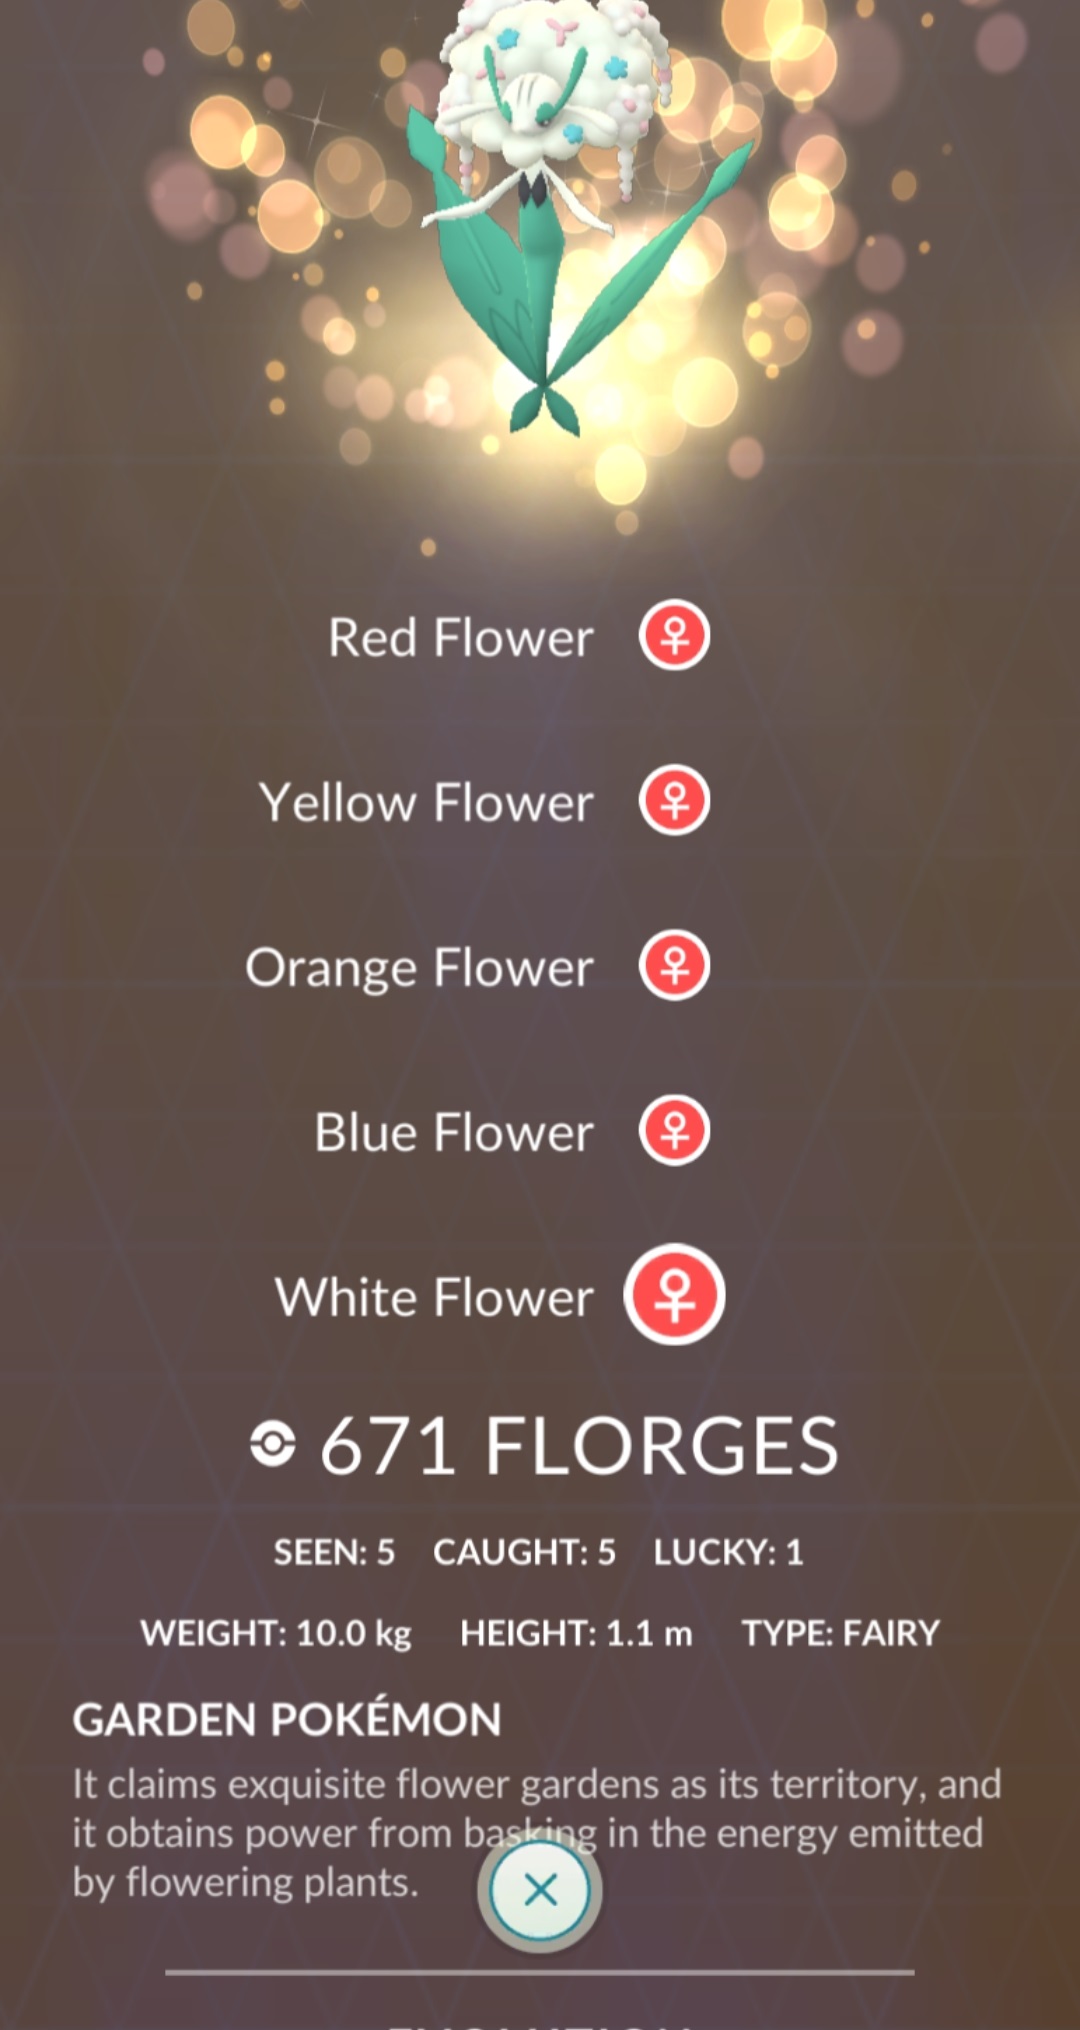 Red Flower
Yellow Flower
Orange Flower
Blue Flower
White Flower
671 FLORGES
SEEN: 5 CAUGHT: 5 LUCKY: 1
WEIGHT: 10.0 kg HEIGHT: 1.1 m TYPE: FAIRY
GARDEN POKÉMON
It claims exquisite flower gardens as its territory, and
it obtains power from basking in the energy emitted
by flowering plants.